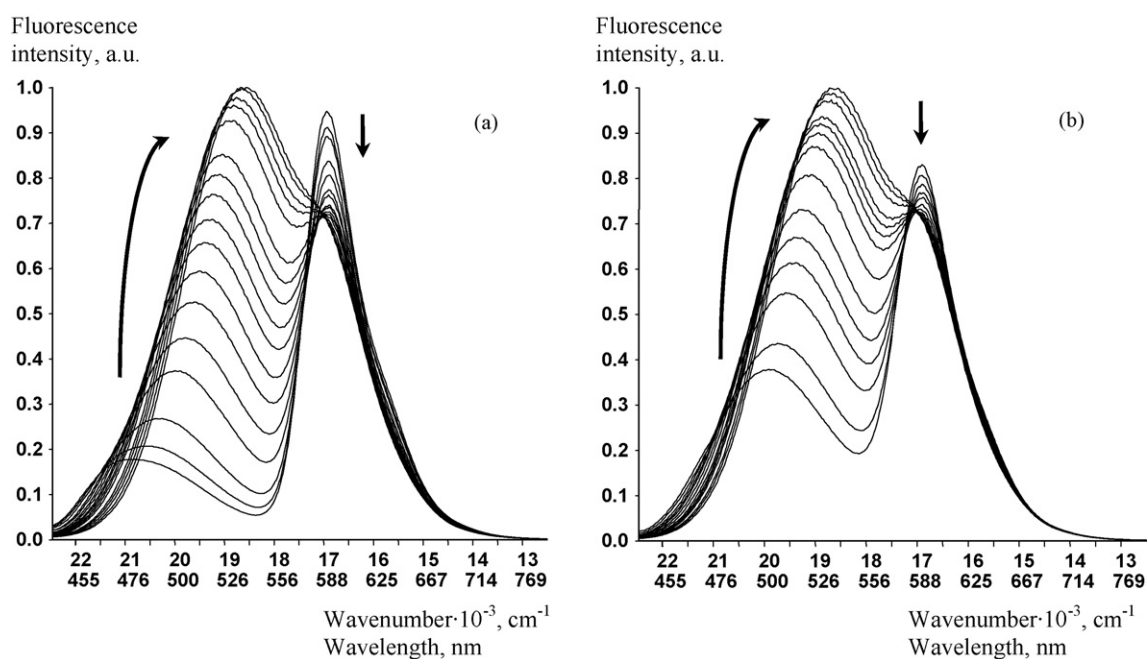 Fluorescence
intensity, a.u.
(a)
1.0
0.9
0.8
0.7
0.6
0.5
0.4
0.3
0.2
0.1
0.0
22 21 20 19 18 17 16 15 14 13
455 476 500 526 556 588 625 667 714 769
Wavenumber·10⁻³, cm⁻¹
Wavelength, nm
Fluorescence
intensity, a.u.
(b)
1.0
0.9
0.8
0.7
0.6
0.5
0.4
0.3
0.2
0.1
0.0
22 21 20 19 18 17 16 15 14 13
455 476 500 526 556 588 625 667 714 769
Wavenumber·10⁻³, cm⁻¹
Wavelength, nm